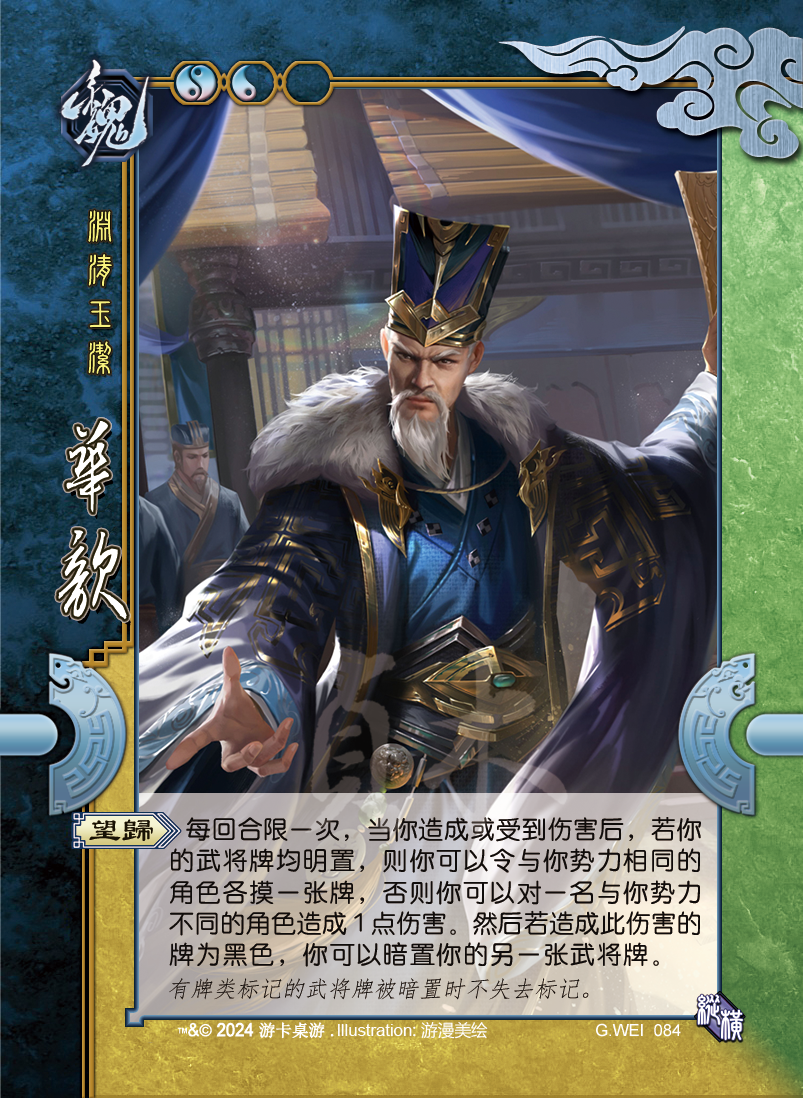 魏
淵清玉潔
華歆
望歸
每回合限一次，当你造成或受到伤害后，若你
的武将牌均明置，则你可以令与你势力相同的
角色各摸一张牌，否则你可以对一名与你势力
不同的角色造成1点伤害。然后若造成此伤害的
牌为黑色，你可以暗置你的另一张武将牌。
有牌类标记的武将牌被暗置时不失去标记。
™&© 2024 游卡桌游 . Illustration: 游漫美绘
G.WEI 084
縱橫